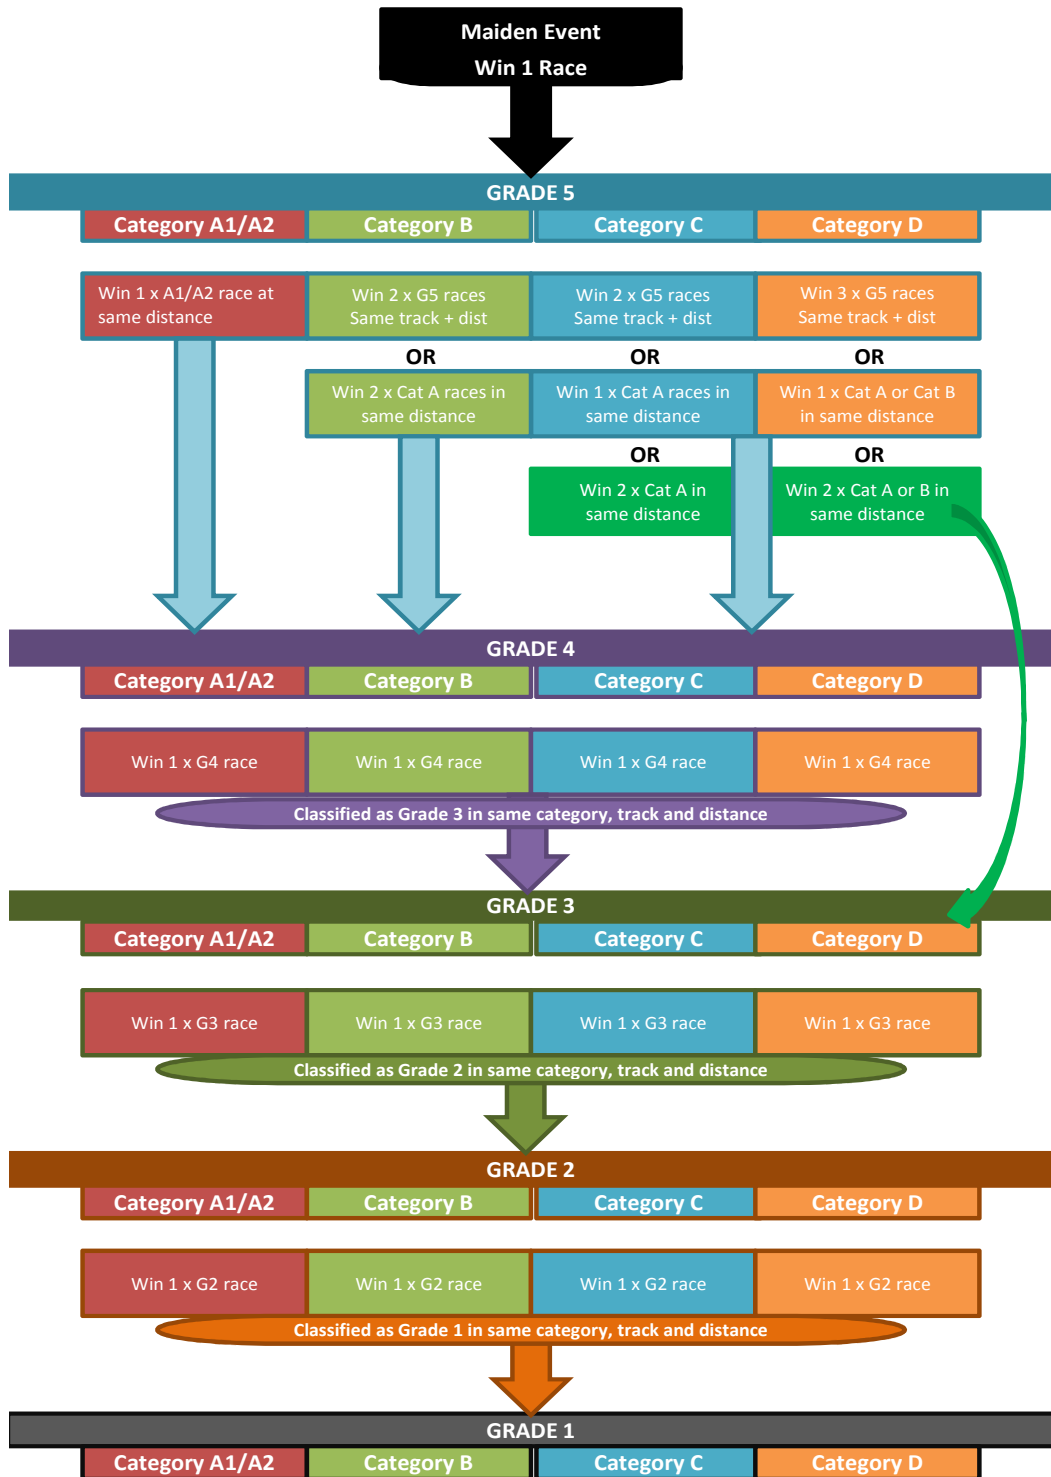 Maiden Event
Win 1 Race
GRADE 5
Category A1/A2
Category B
Category C
Category D
Win 1 x A1/A2 race at
same distance
Win 2 x G5 races
Same track + dist
Win 2 x G5 races
Same track + dist
Win 3 x G5 races
Same track + dist
OR
OR
OR
Win 2 x Cat A races in
same distance
Win 1 x Cat A races in
same distance
Win 1 x Cat A or Cat B
in same distance
OR
OR
Win 2 x Cat A in
same distance
Win 2 x Cat A or B in
same distance
GRADE 4
Category A1/A2
Category B
Category C
Category D
Win 1 x G4 race
Win 1 x G4 race
Win 1 x G4 race
Win 1 x G4 race
Classified as Grade 3 in same category, track and distance
GRADE 3
Category A1/A2
Category B
Category C
Category D
Win 1 x G3 race
Win 1 x G3 race
Win 1 x G3 race
Win 1 x G3 race
Classified as Grade 2 in same category, track and distance
GRADE 2
Category A1/A2
Category B
Category C
Category D
Win 1 x G2 race
Win 1 x G2 race
Win 1 x G2 race
Win 1 x G2 race
Classified as Grade 1 in same category, track and distance
GRADE 1
Category A1/A2
Category B
Category C
Category D